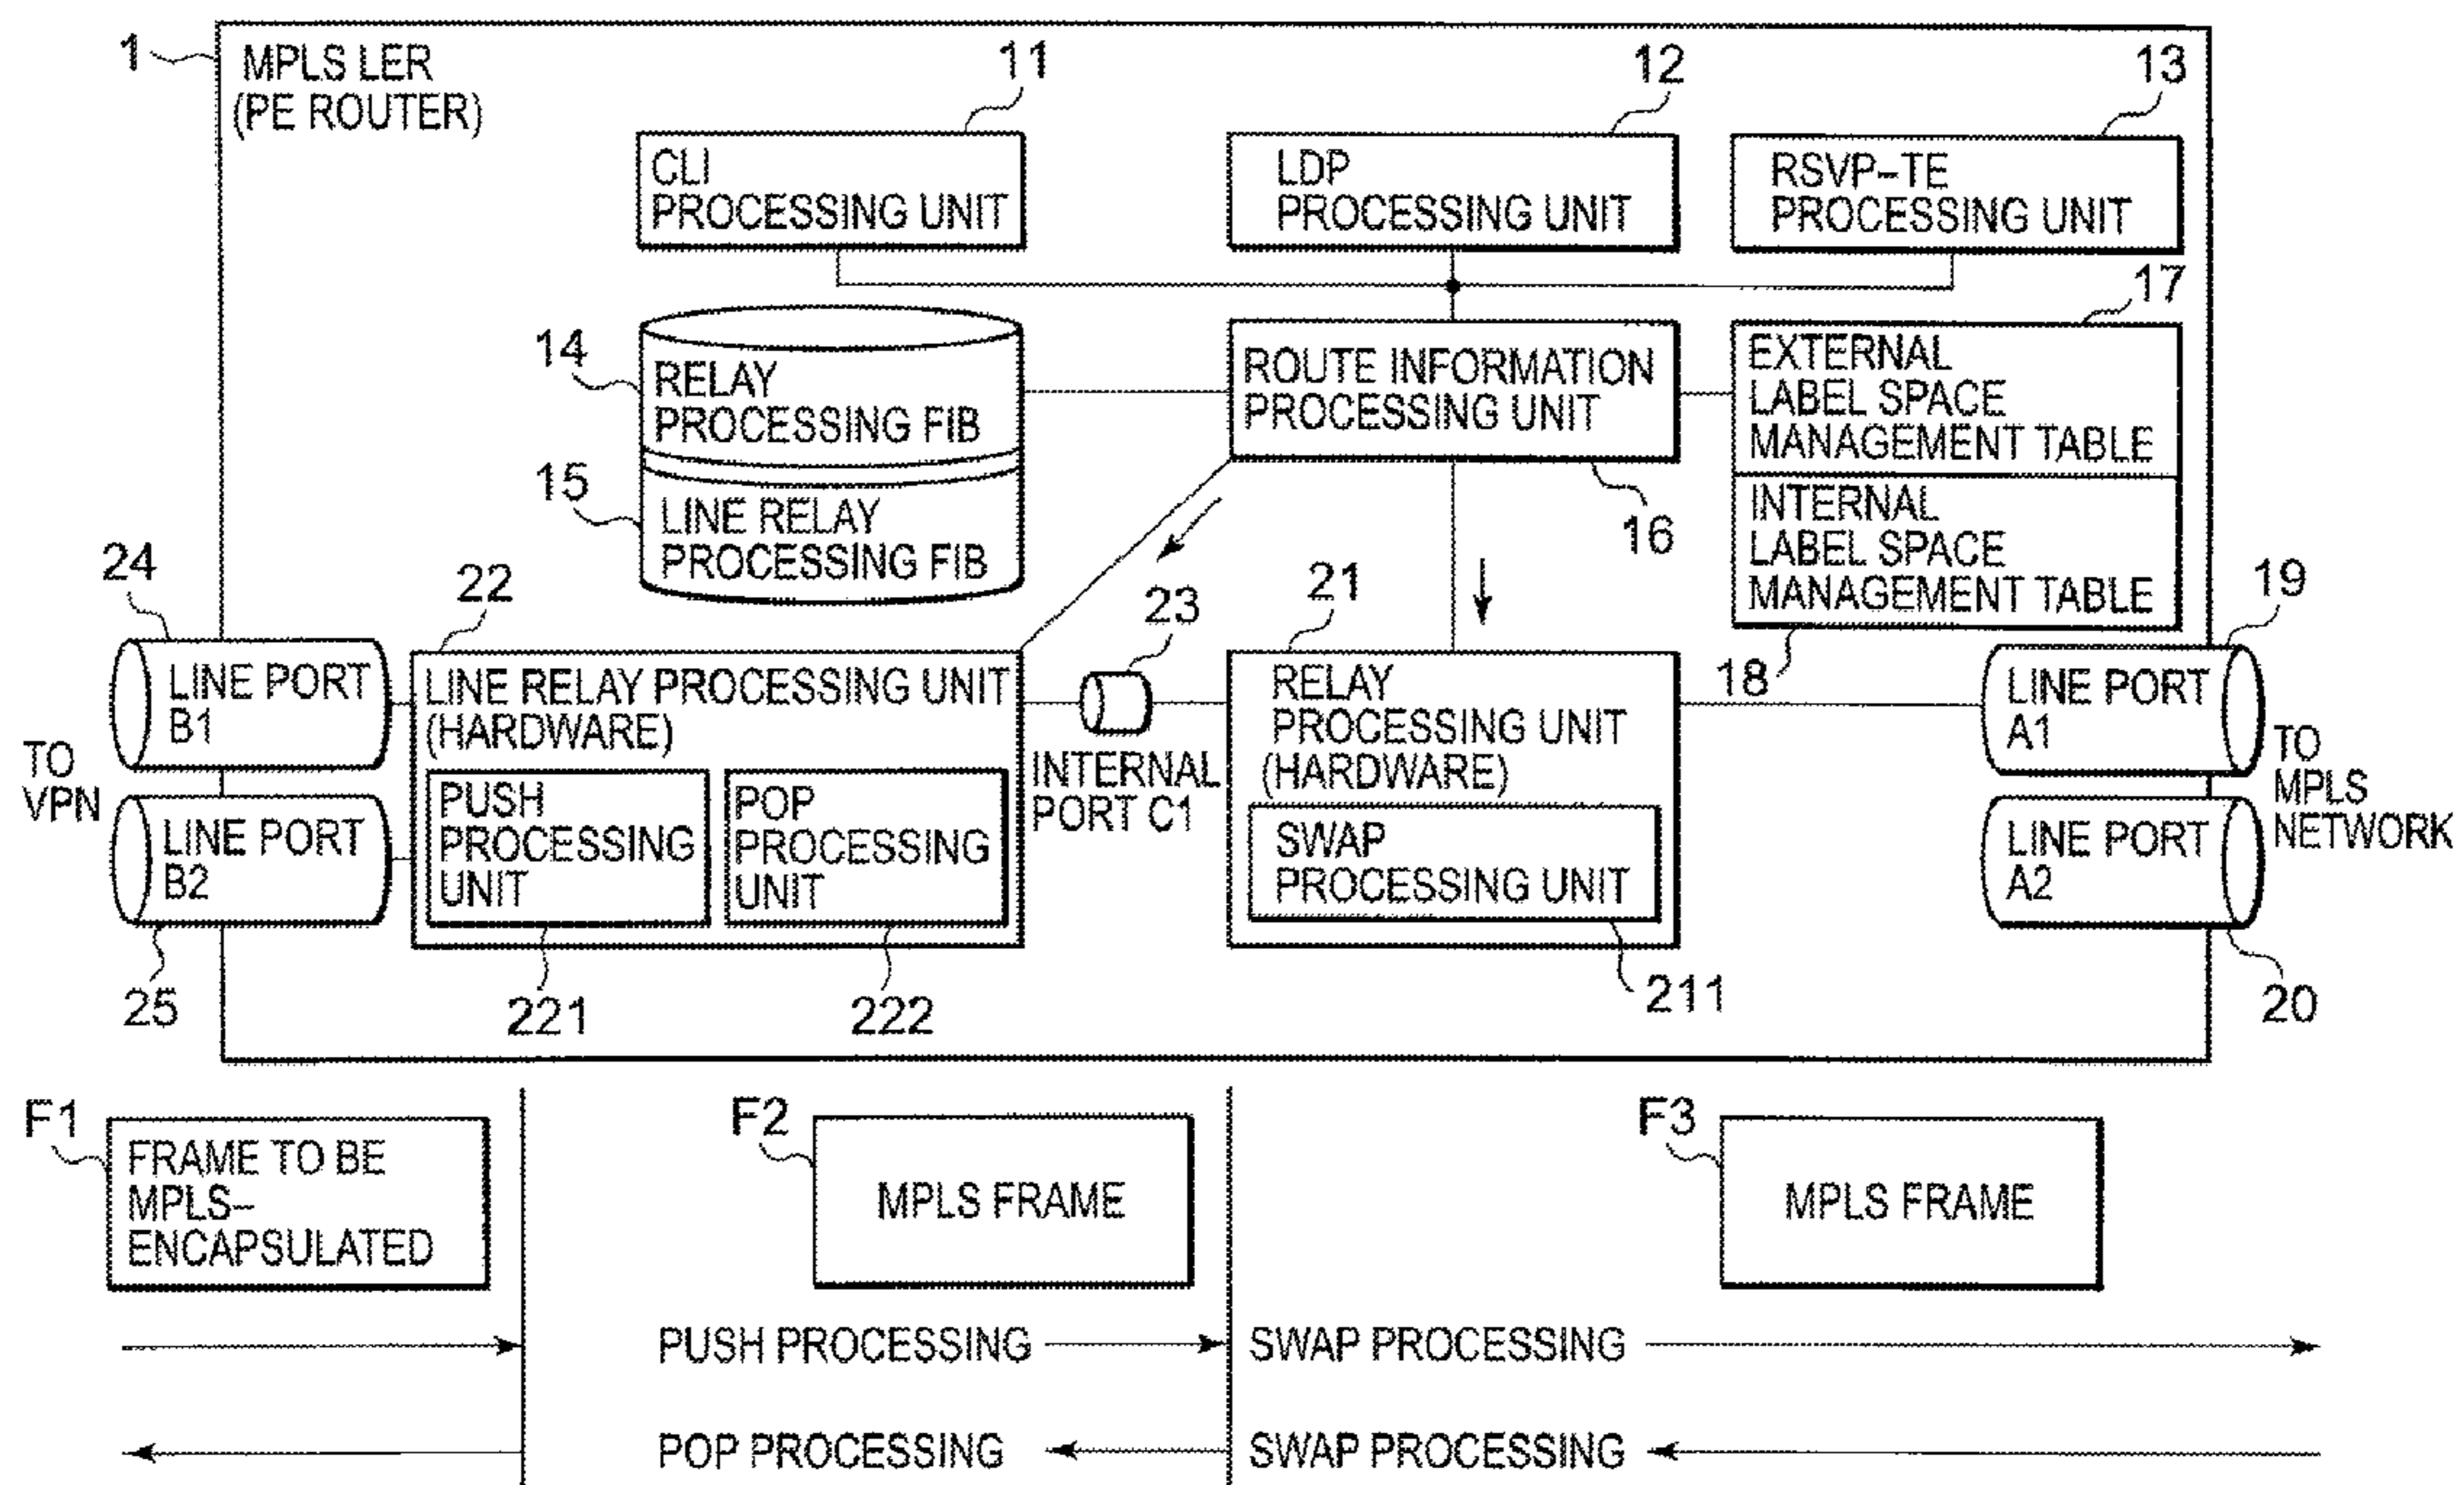 1
MPLS LER
(PE ROUTER)
11
12
13
CLI
PROCESSING UNIT
LDP
PROCESSING UNIT
RSVP–TE
PROCESSING UNIT
17
14
RELAY
PROCESSING FIB
ROUTE INFORMATION
PROCESSING UNIT
EXTERNAL
LABEL SPACE
MANAGEMENT TABLE
15
LINE RELAY
PROCESSING FIB
16
INTERNAL
LABEL SPACE
MANAGEMENT TABLE
24
22
23
21
18
19
LINE PORT
B1
LINE RELAY PROCESSING UNIT
(HARDWARE)
RELAY
PROCESSING UNIT
(HARDWARE)
LINE PORT
A1
TO
VPN
INTERNAL
PORT C1
TO
MPLS
NETWORK
LINE PORT
B2
PUSH
PROCESSING
UNIT
POP
PROCESSING
UNIT
SWAP
PROCESSING UNIT
LINE PORT
A2
25
221
222
211
20
F1
FRAME TO BE
MPLS–
ENCAPSULATED
F2
MPLS FRAME
F3
MPLS FRAME
PUSH PROCESSING
SWAP PROCESSING
POP PROCESSING
SWAP PROCESSING